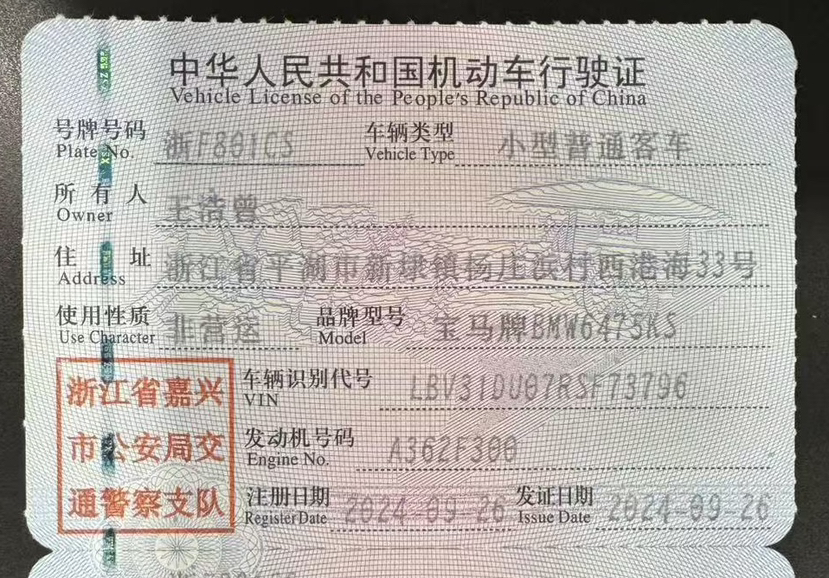 中华人民共和国机动车行驶证
Vehicle License of the People's Republic of China
号牌号码 浙F801CS 车辆类型 小型普通客车
Plate No. Vehicle Type
所有人 王浩曾
Owner
住址 浙江省平湖市新埭镇杨庄浜村西港海33号
Address
使用性质 非营运 品牌型号 宝马牌BMW6475KS
Use Character Model
浙江省嘉兴
市公安局交
通警察支队
车辆识别代号 LBV31DU07RSF73796
VIN
发动机号码 A362F300
Engine No.
注册日期 2024-09-26 发证日期 2024-09-26
Register Date Issue Date